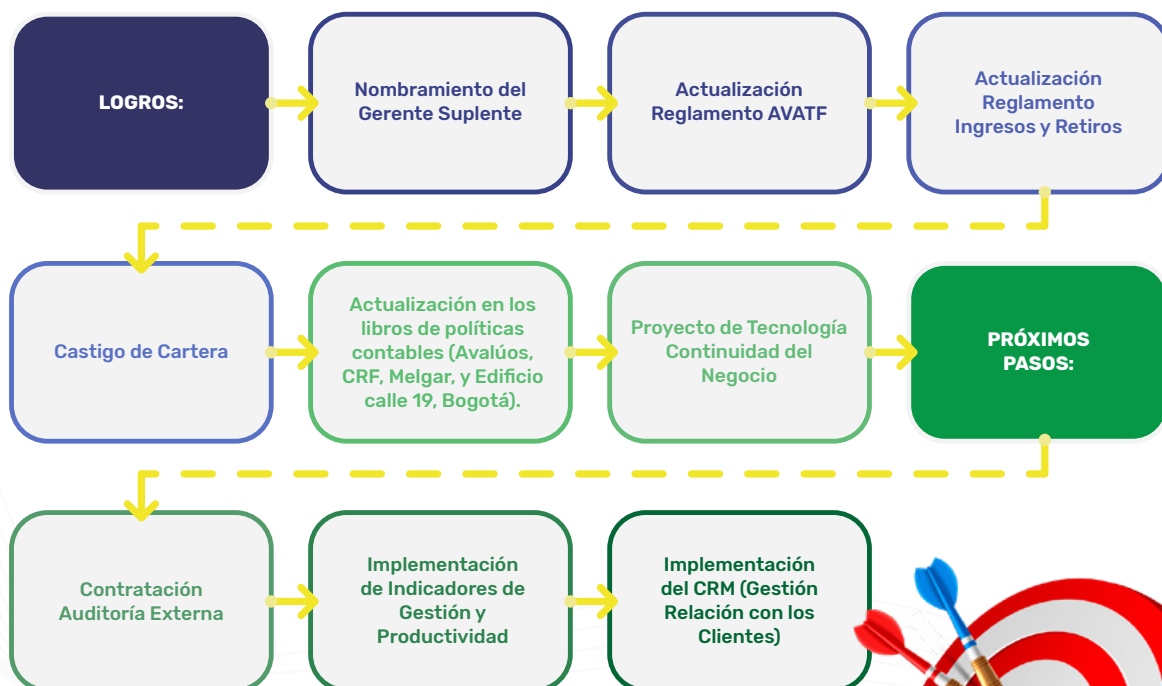 LOGROS:
Nombramiento del
Gerente Suplente
Actualización
Reglamento AVATF
Actualización
Reglamento
Ingresos y Retiros
Castigo de Cartera
Actualización en los
libros de políticas
contables (Avalúos,
CRF, Melgar, y Edificio
calle 19, Bogotá).
Proyecto de Tecnología
Continuidad del
Negocio
PRÓXIMOS
PASOS:
Contratación
Auditoría Externa
Implementación
de Indicadores de
Gestión y
Productividad
Implementación
del CRM (Gestión
Relación con los
Clientes)